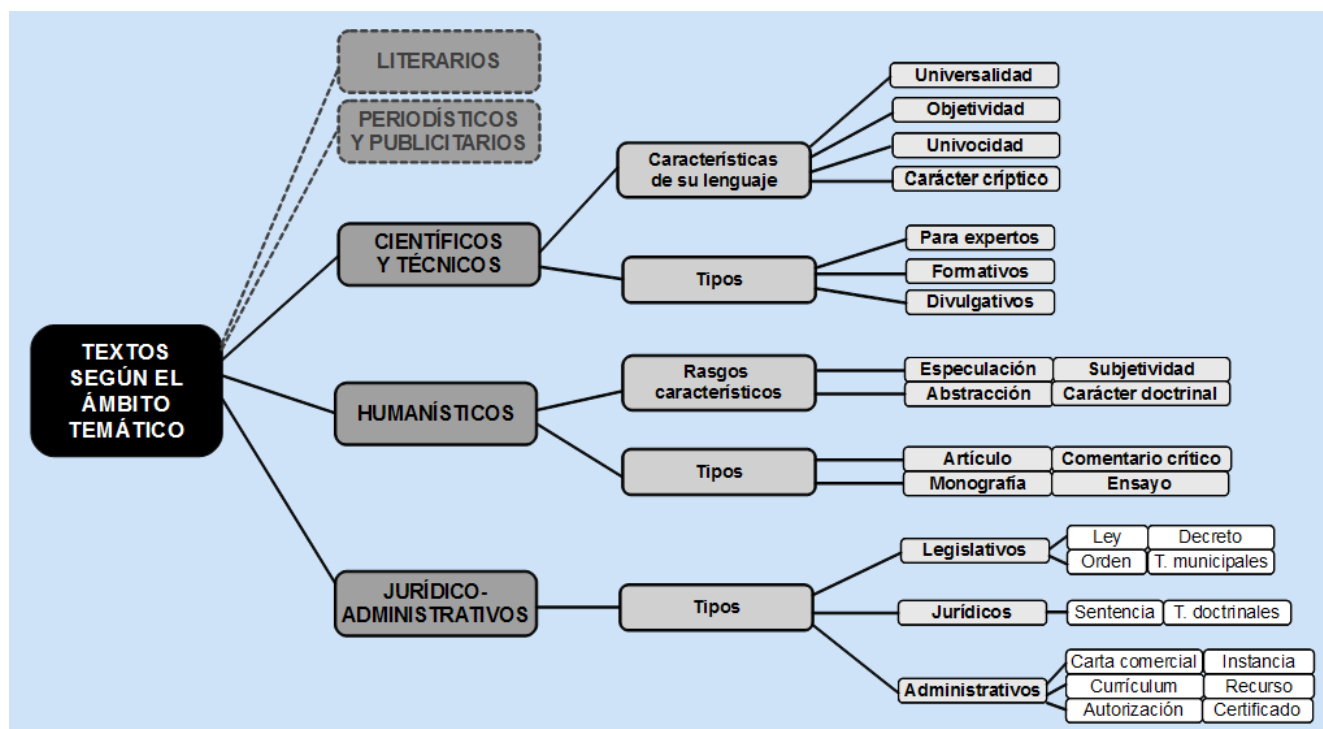 LITERARIOS
PERIODÍSTICOS
Y PUBLICITARIOS
CIENTÍFICOS
Y TÉCNICOS
Características
de su lenguaje
Universalidad
Objetividad
Univocidad
Carácter críptico
Tipos
Para expertos
Formativos
Divulgativos
TEXTOS
SEGÚN EL
ÁMBITO
TEMÁTICO
HUMANÍSTICOS
Rasgos
característicos
Especulación Subjetividad
Abstracción Carácter doctrinal
Tipos
Artículo Comentario crítico
Monografía Ensayo
JURÍDICO-
ADMINISTRATIVOS
Tipos
Legislativos
Ley Decreto
Orden T. municipales
Jurídicos
Sentencia T. doctrinales
Administrativos
Carta comercial Instancia
Currículum Recurso
Autorización Certificado